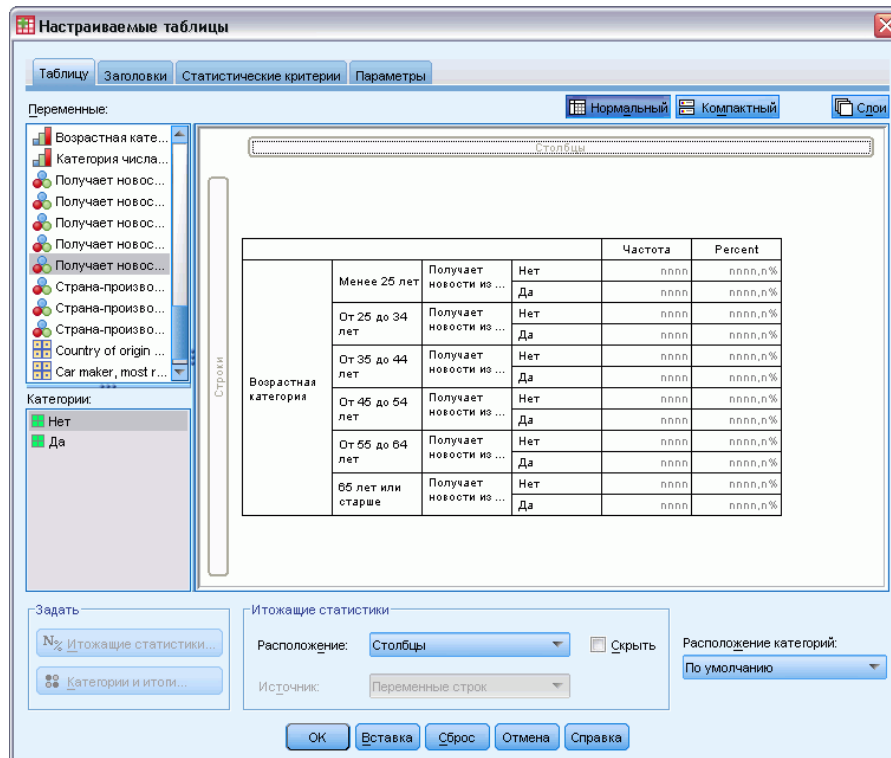 Настраиваемые таблицы
Таблицу Заголовки Статистические критерии Параметры
Переменные:
Нормальный Компактный Слои
Возрастная кате...
Категория числа...
Получает новос...
Получает новос...
Получает новос...
Получает новос...
Получает новос...
Страна-произво...
Страна-произво...
Страна-произво...
Country of origin ...
Car maker, most r...
Категории:
Нет
Да
Столбцы
Строки
Частота Percent
Возрастная категория
Менее 25 лет Получает новости из ... Нет nnnn nnnn,n%
Да nnnn nnnn,n%
От 25 до 34 лет Получает новости из ... Нет nnnn nnnn,n%
Да nnnn nnnn,n%
От 35 до 44 лет Получает новости из ... Нет nnnn nnnn,n%
Да nnnn nnnn,n%
От 45 до 54 лет Получает новости из ... Нет nnnn nnnn,n%
Да nnnn nnnn,n%
От 55 до 64 лет Получает новости из ... Нет nnnn nnnn,n%
Да nnnn nnnn,n%
65 лет или старше Получает новости из ... Нет nnnn nnnn,n%
Да nnnn nnnn,n%
Задать
N% Итожащие статистики...
Категории и итоги...
Итожащие статистики
Расположение: Столбцы Скрыть
Источник: Переменные строк
Расположение категорий:
По умолчанию
OK Вставка Сброс Отмена Справка